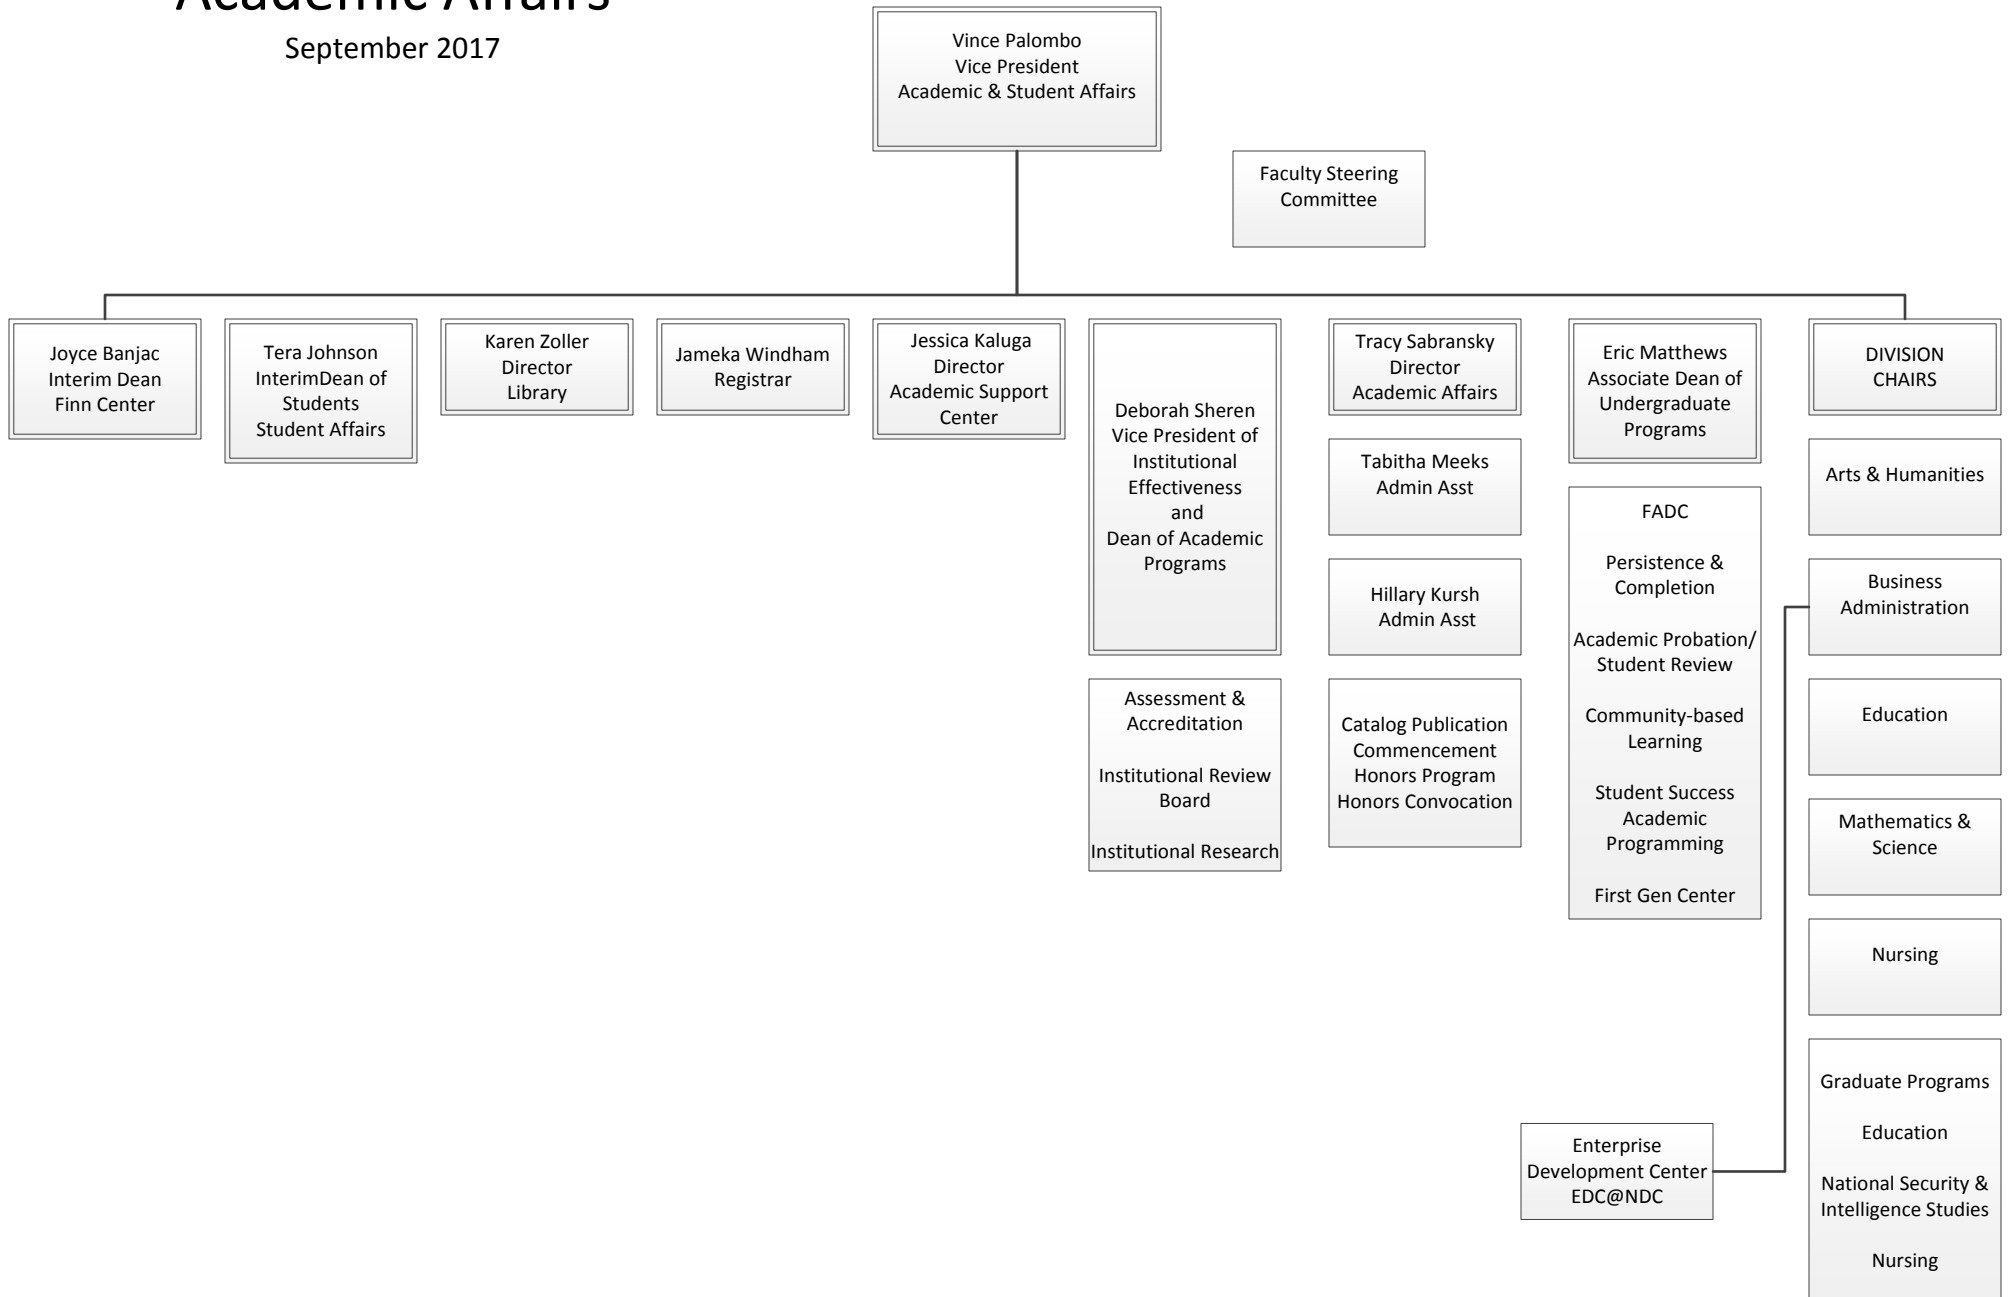 Academic Affairs
September 2017
Vince Palombo
Vice President
Academic & Student Affairs
Faculty Steering
Committee
Joyce Banjac
Interim Dean
Finn Center
Tera Johnson
InterimDean of
Students
Student Affairs
Karen Zoller
Director
Library
Jameka Windham
Registrar
Jessica Kaluga
Director
Academic Support
Center
Deborah Sheren
Vice President of
Institutional
Effectiveness
and
Dean of Academic
Programs
Assessment &
Accreditation
Institutional Review
Board
Institutional Research
Tracy Sabransky
Director
Academic Affairs
Tabitha Meeks
Admin Asst
Hillary Kursh
Admin Asst
Catalog Publication
Commencement
Honors Program
Honors Convocation
Eric Matthews
Associate Dean of
Undergraduate
Programs
FADC
Persistence &
Completion
Academic Probation/
Student Review
Community-based
Learning
Student Success
Academic
Programming
First Gen Center
DIVISION
CHAIRS
Arts & Humanities
Business
Administration
Education
Mathematics &
Science
Nursing
Graduate Programs
Education
National Security &
Intelligence Studies
Nursing
Enterprise
Development Center
EDC@NDC